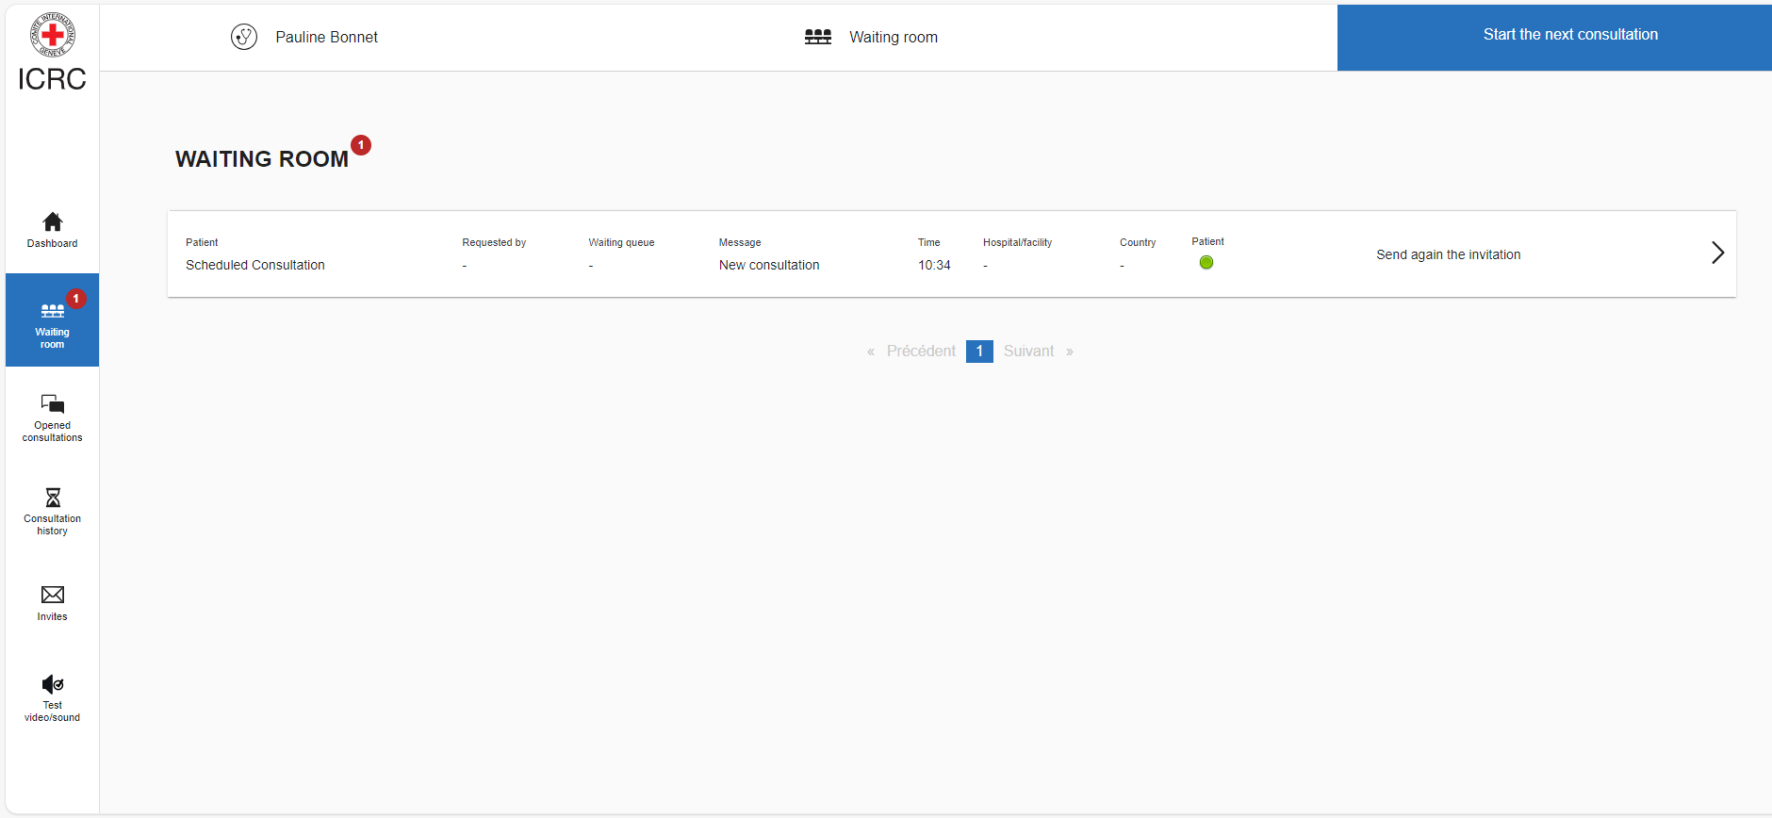 COMITE INTERNATIONAL
GENEVE
ICRC
Pauline Bonnet
Waiting room
Start the next consultation
Dashboard
1
Waiting
room
Opened
consultations
Consultation
history
Invites
Test
video/sound
WAITING ROOM 1
Patient Requested by Waiting queue Message Time Hospital/facility Country Patient
Scheduled Consultation - - New consultation 10:34 - -
Send again the invitation
« Précédent 1 Suivant »